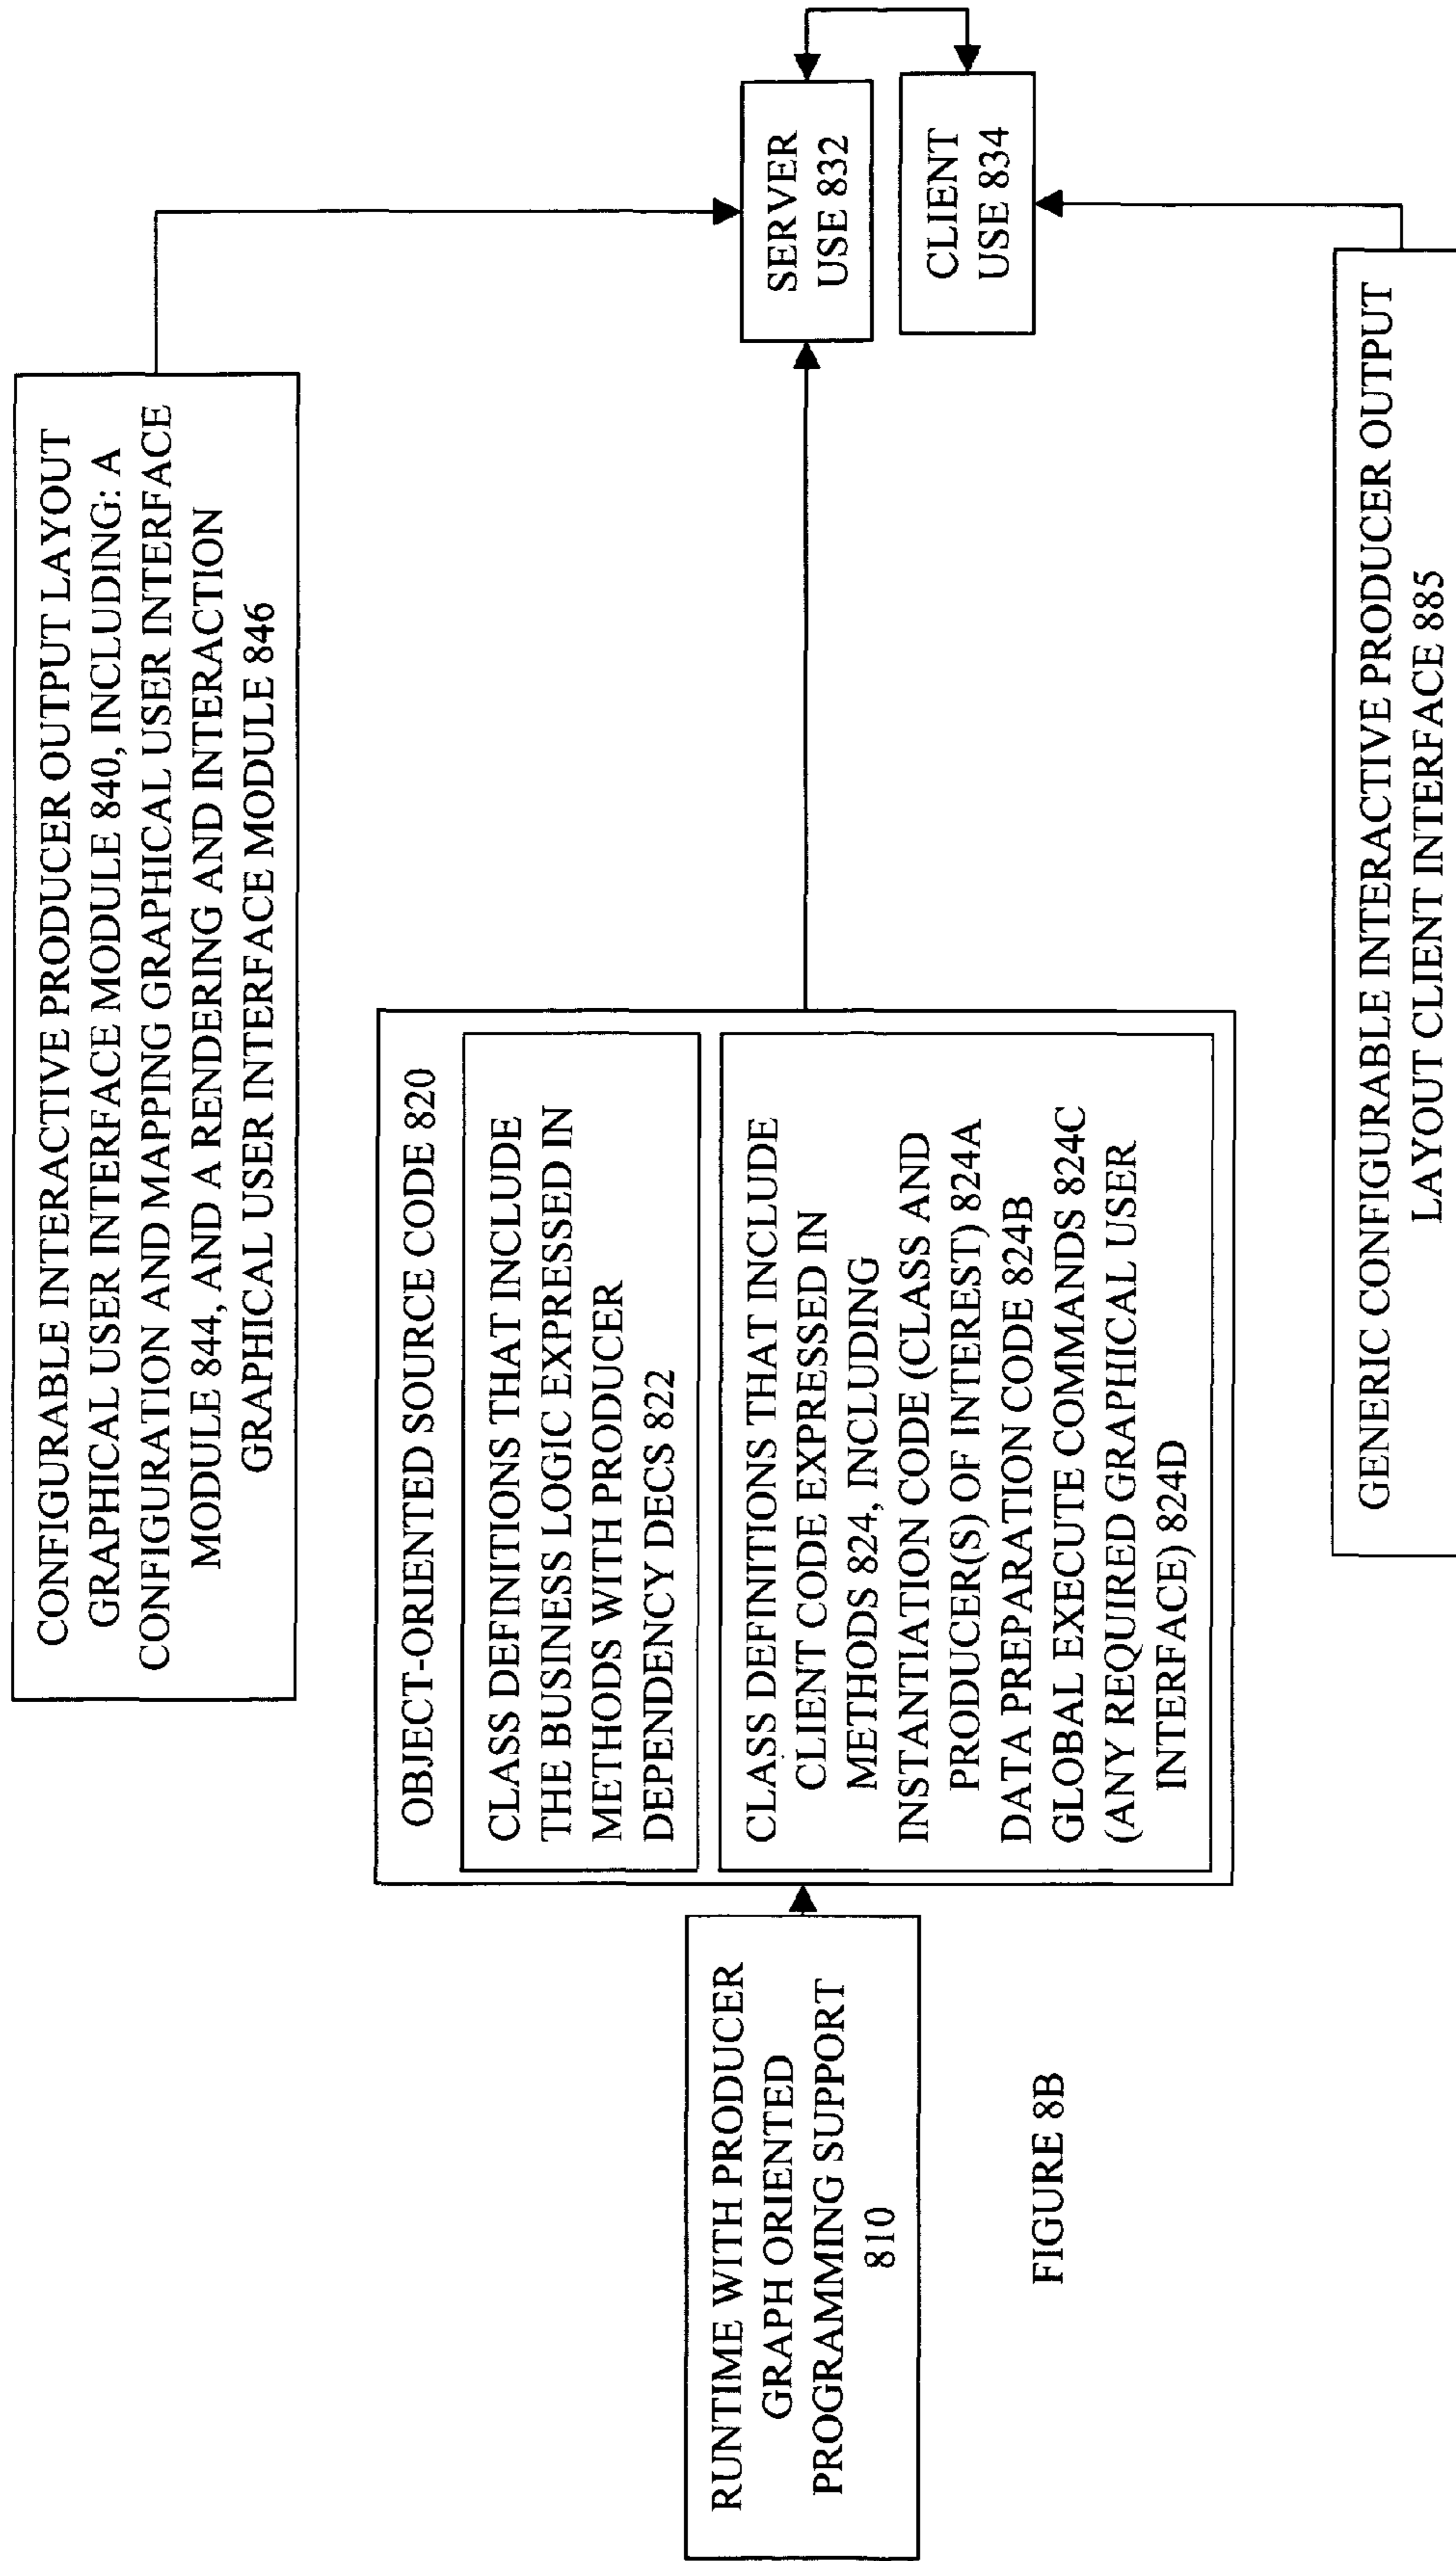 CONFIGURABLE INTERACTIVE PRODUCER OUTPUT LAYOUT
GRAPHICAL USER INTERFACE MODULE 840, INCLUDING: A
CONFIGURATION AND MAPPING GRAPHICAL USER INTERFACE
MODULE 844, AND A RENDERING AND INTERACTION
GRAPHICAL USER INTERFACE MODULE 846
RUNTIME WITH PRODUCER
GRAPH ORIENTED
PROGRAMMING SUPPORT
810
OBJECT-ORIENTED SOURCE CODE 820
CLASS DEFINITIONS THAT INCLUDE
THE BUSINESS LOGIC EXPRESSED IN
METHODS WITH PRODUCER
DEPENDENCY DECS 822
CLASS DEFINITIONS THAT INCLUDE
CLIENT CODE EXPRESSED IN
METHODS 824, INCLUDING
INSTANTIATION CODE (CLASS AND
PRODUCER(S) OF INTEREST) 824A
DATA PREPARATION CODE 824B
GLOBAL EXECUTE COMMANDS 824C
(ANY REQUIRED GRAPHICAL USER
INTERFACE) 824D
SERVER
USE 832
CLIENT
USE 834
GENERIC CONFIGURABLE INTERACTIVE PRODUCER OUTPUT
LAYOUT CLIENT INTERFACE 885
FIGURE 8B